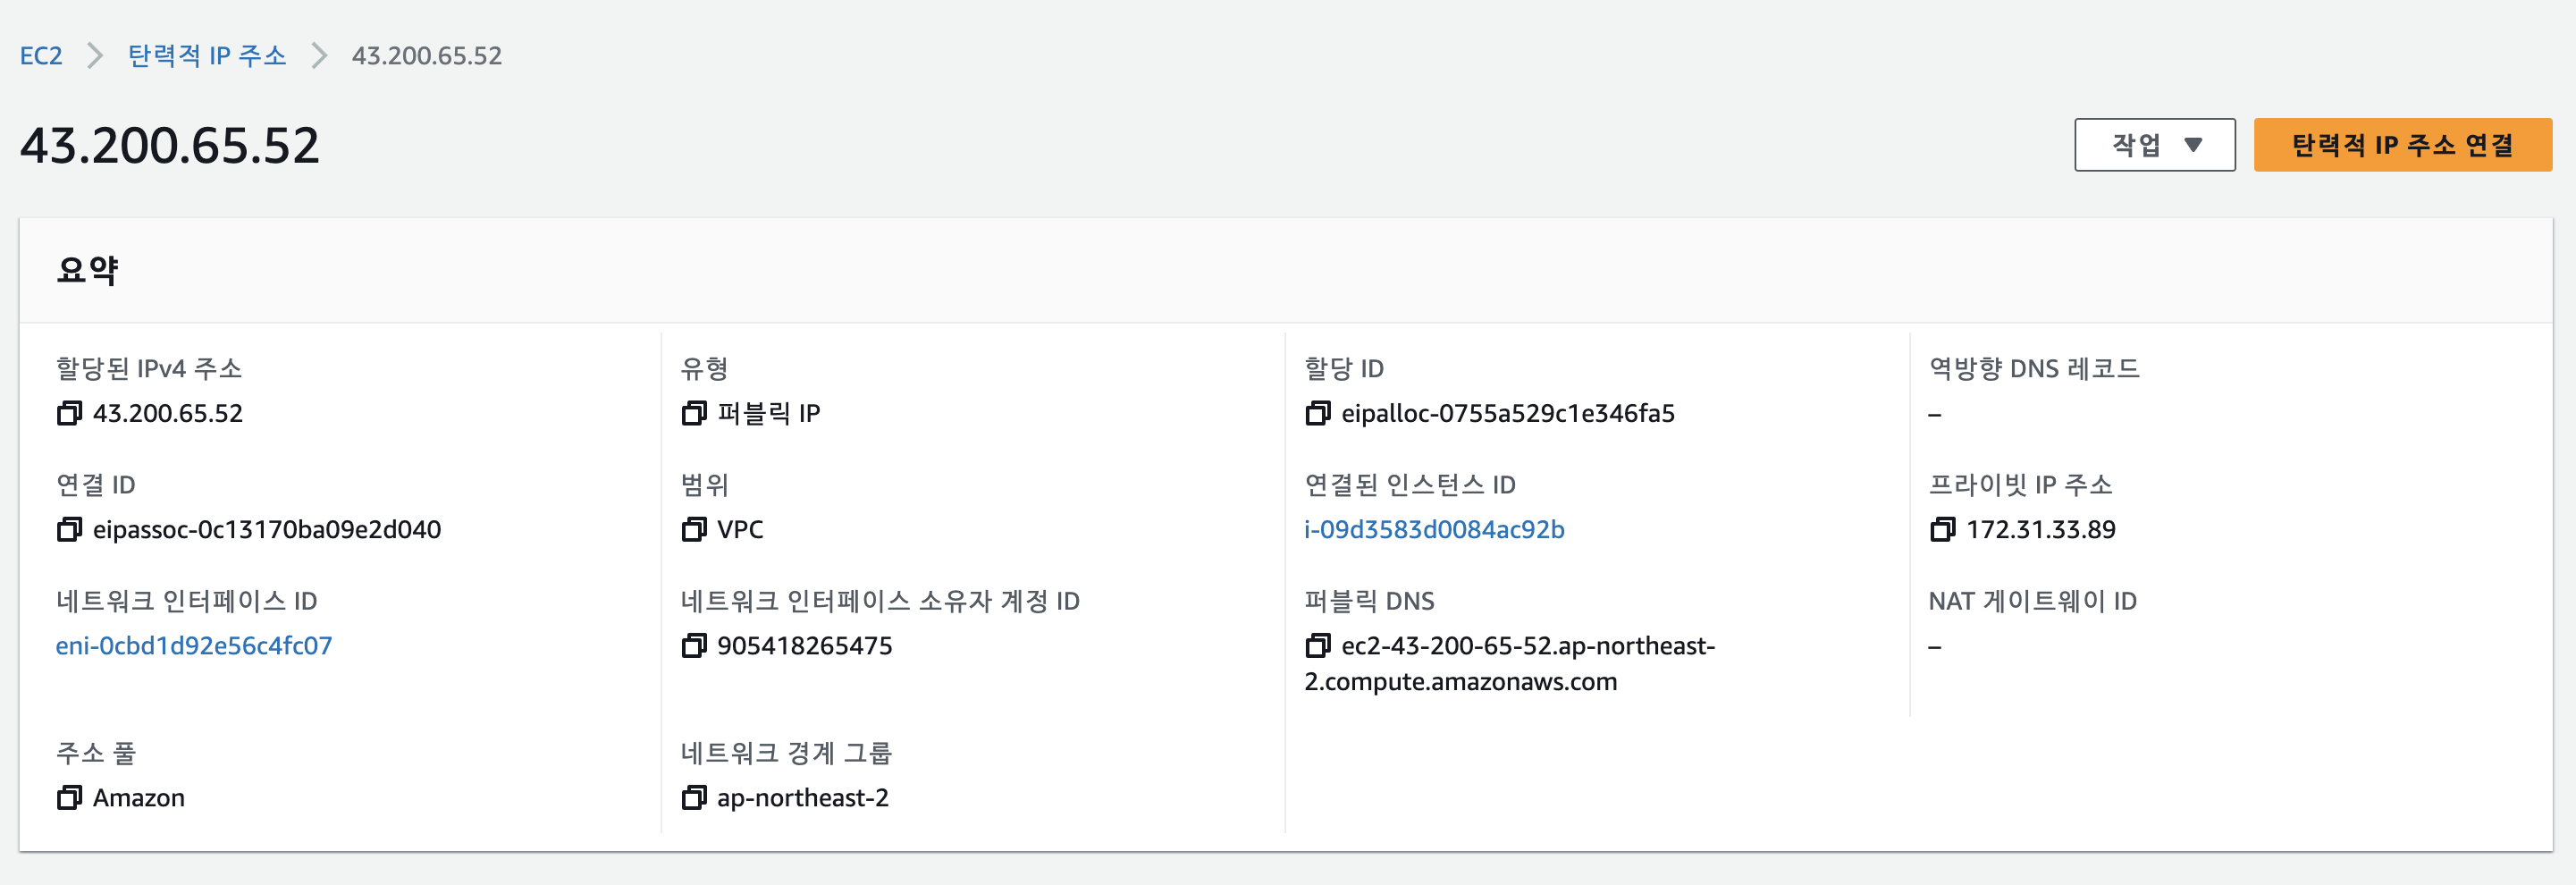 EC2 탄력적 IP 주소 43.200.65.52
43.200.65.52
작업
탄력적 IP 주소 연결
요약
할당된 IPv4 주소
43.200.65.52
유형
퍼블릭 IP
할당 ID
eipalloc-0755a529c1e346fa5
역방향 DNS 레코드
–
연결 ID
eipassoc-0c13170ba09e2d040
범위
VPC
연결된 인스턴스 ID
i-09d3583d0084ac92b
프라이빗 IP 주소
172.31.33.89
네트워크 인터페이스 ID
eni-0cbd1d92e56c4fc07
네트워크 인터페이스 소유자 계정 ID
905418265475
퍼블릭 DNS
ec2-43-200-65-52.ap-northeast-
2.compute.amazonaws.com
NAT 게이트웨이 ID
–
주소 풀
Amazon
네트워크 경계 그룹
ap-northeast-2